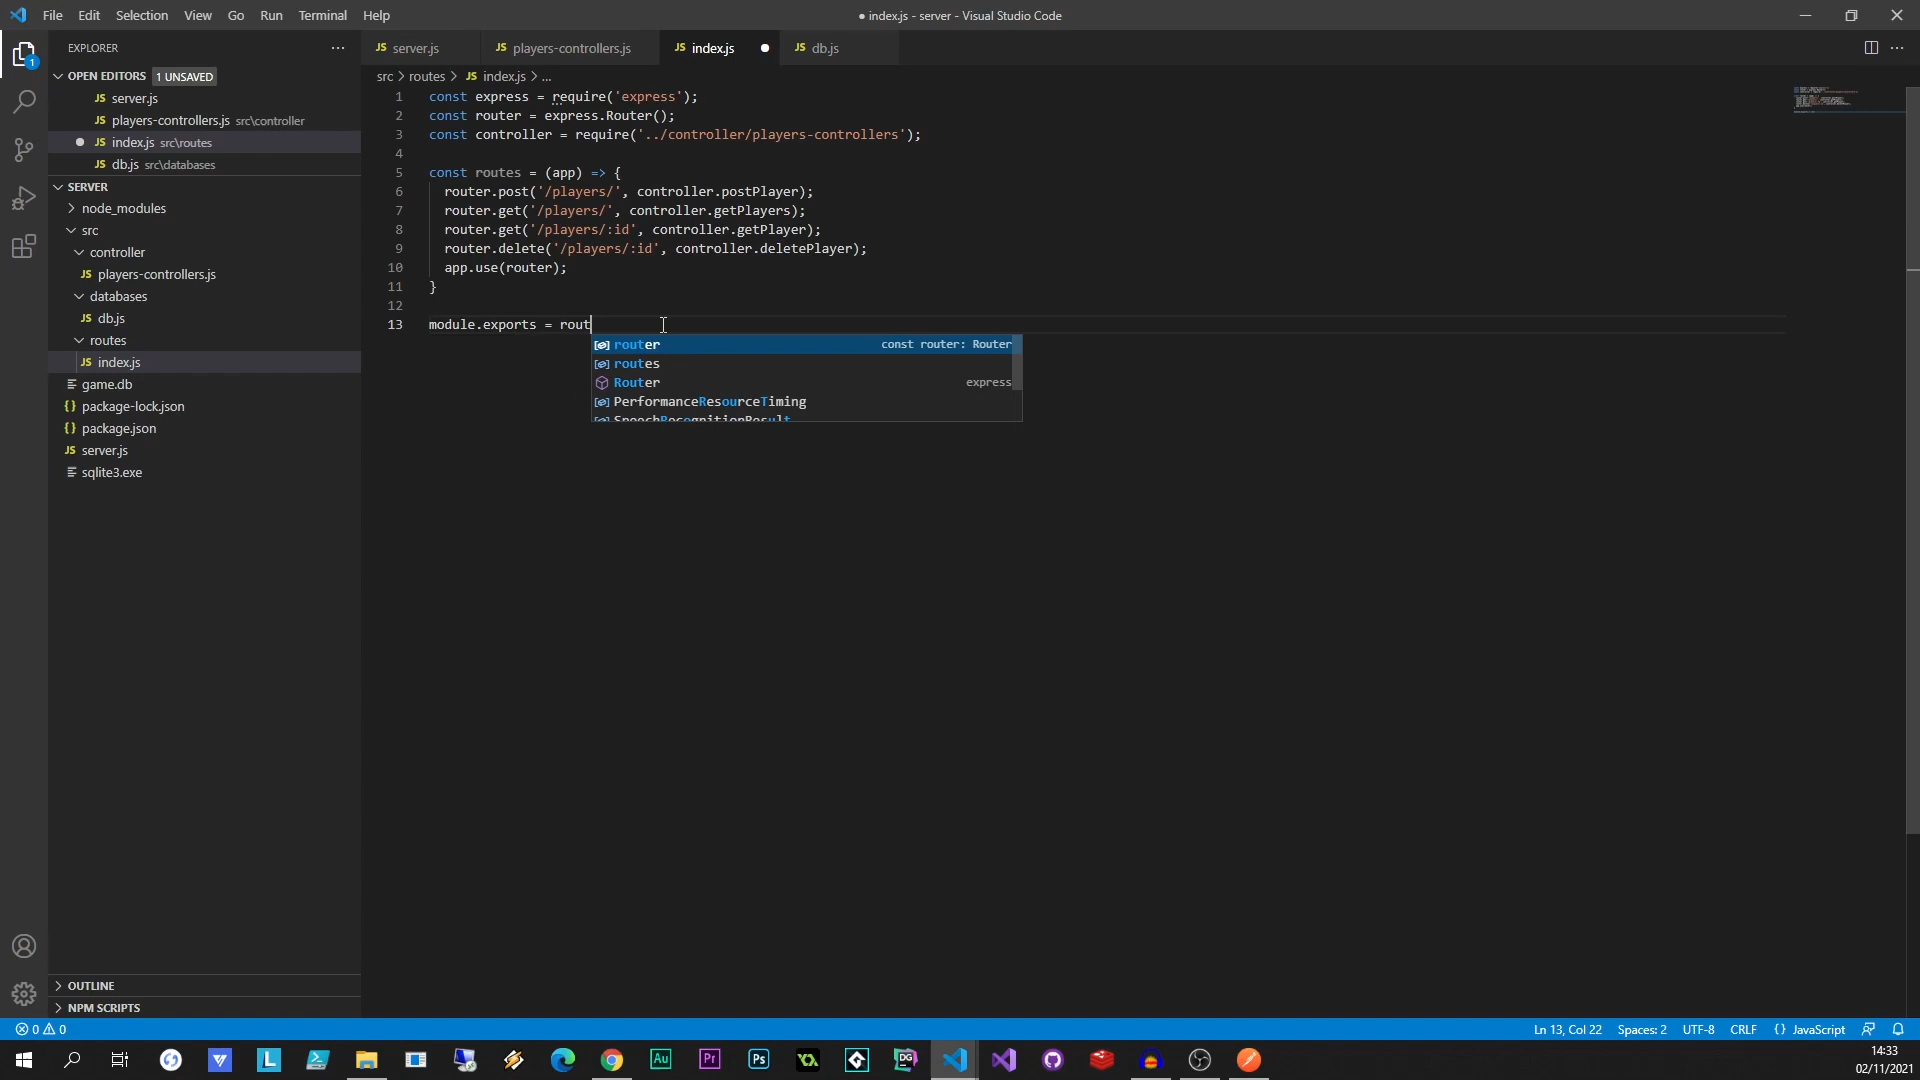 File Edit Selection View Go Run Terminal Help
● index.js - server - Visual Studio Code
EXPLORER
OPEN EDITORS 1 UNSAVED
JS server.js
JS players-controllers.js src\controller
JS index.js src\routes
JS db.js src\databases
SERVER
node_modules
src
controller
JS players-controllers.js
databases
JS db.js
routes
JS index.js
game.db
{} package-lock.json
{} package.json
JS server.js
sqlite3.exe
OUTLINE
NPM SCRIPTS
JS server.js JS players-controllers.js JS index.js JS db.js
src > routes > JS index.js > ...
1 const express = require('express');
2 const router = express.Router();
3 const controller = require('../controller/players-controllers');
4
5 const routes = (app) => {
6 router.post('/players/', controller.postPlayer);
7 router.get('/players/', controller.getPlayers);
8 router.get('/players/:id', controller.getPlayer);
9 router.delete('/players/:id', controller.deletePlayer);
10 app.use(router);
11 }
12
13 module.exports = rout
router const router: Router
routes
Router express
PerformanceResourceTiming
SpeechRecognitionResult
1
0 0
Ln 13, Col 22 Spaces: 2 UTF-8 CRLF {} JavaScript
L Au Pr Ps DG
14:33
02/11/2021